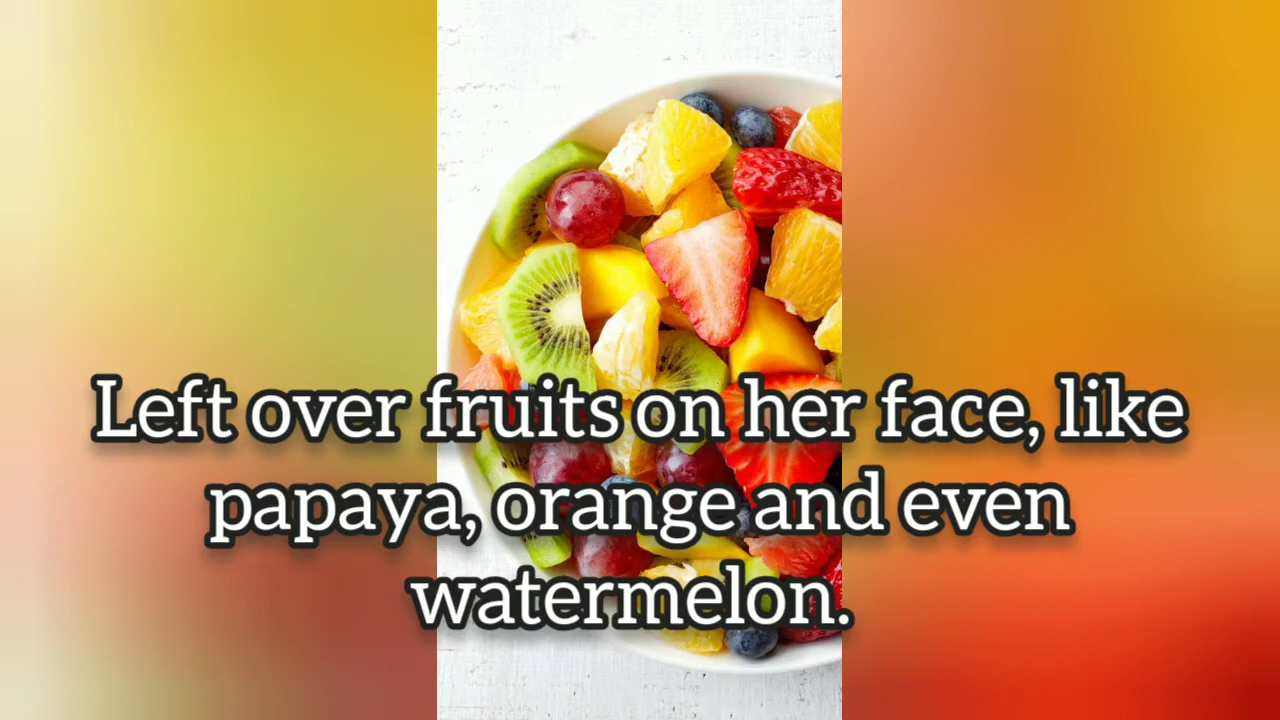 Left over fruits on her face, like
papaya, orange and even
watermelon.